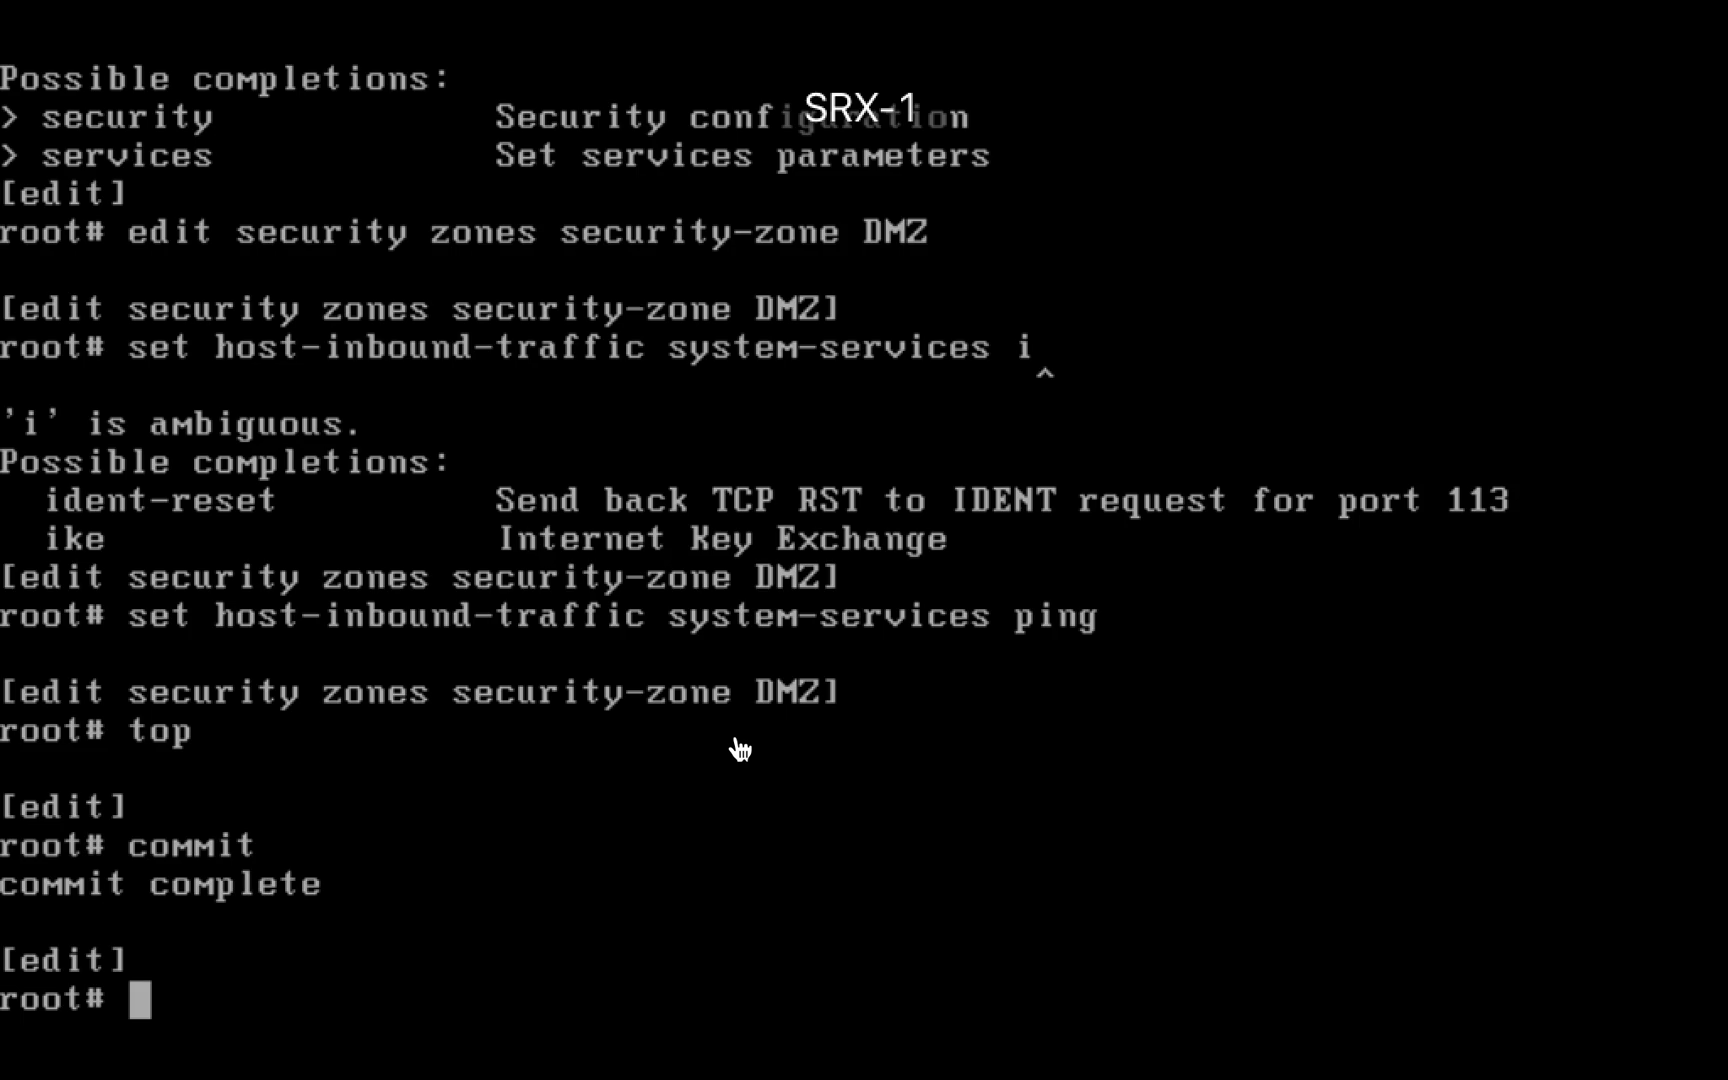 Possible completions:
SRX-1
> security Security configuration
> services Set services parameters
[edit]
root# edit security zones security-zone DMZ
[edit security zones security-zone DMZ]
root# set host-inbound-traffic system-services i
^
'i' is ambiguous.
Possible completions:
ident-reset Send back TCP RST to IDENT request for port 113
ike Internet Key Exchange
[edit security zones security-zone DMZ]
root# set host-inbound-traffic system-services ping
[edit security zones security-zone DMZ]
root# top
[edit]
root# commit
commit complete
[edit]
root#